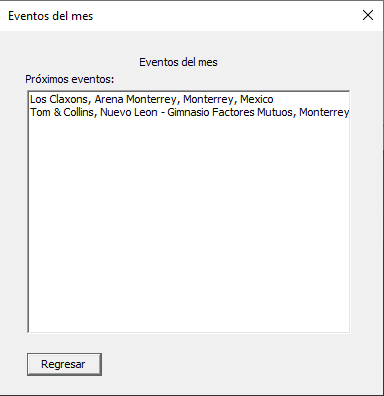 Eventos del mes
Eventos del mes
Próximos eventos:
Los Claxons, Arena Monterrey, Monterrey, Mexico
Tom & Collins, Nuevo Leon - Gimnasio Factores Mutuos, Monterrey
Regresar